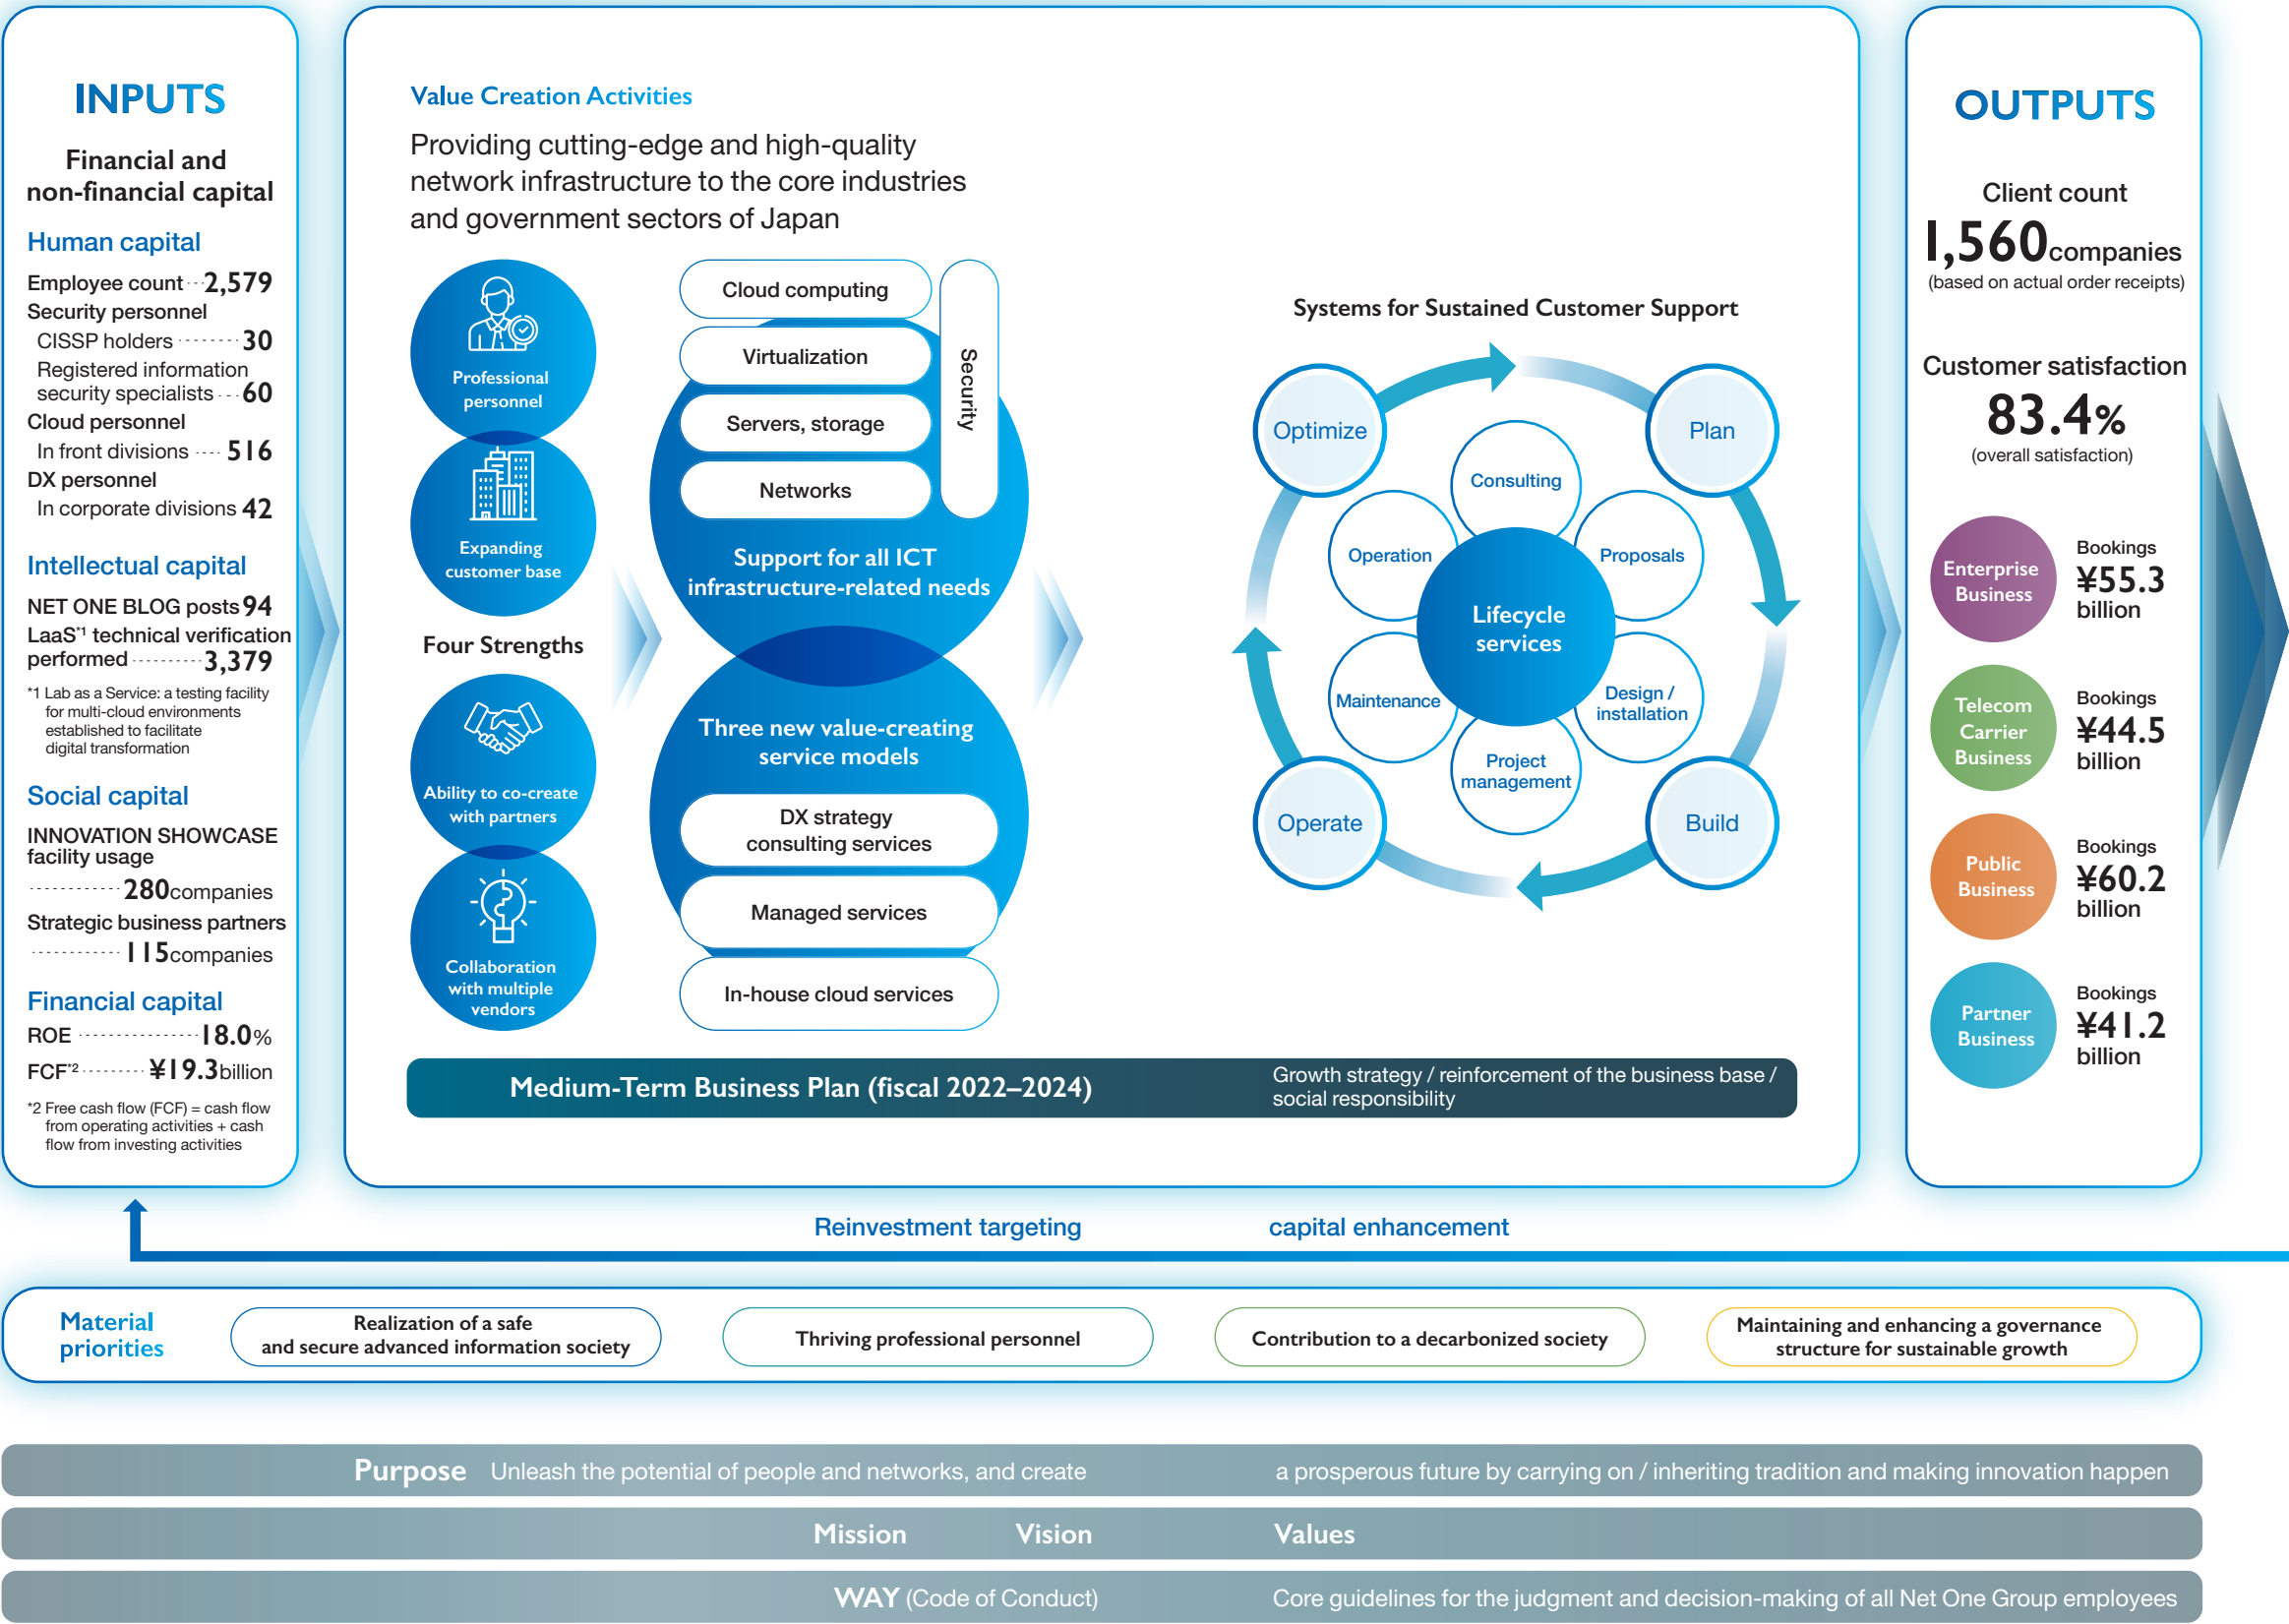 INPUTS
Financial and
non-financial capital
Human capital
Employee count 2,579
Security personnel
CISSP holders 30
Registered information
security specialists 60
Cloud personnel
In front divisions 516
DX personnel
In corporate divisions 42
Intellectual capital
NET ONE BLOG posts 94
LaaS*1 technical verification
performed 3,379
*1 Lab as a Service: a testing facility
for multi-cloud environments
established to facilitate
digital transformation
Social capital
INNOVATION SHOWCASE
facility usage
280companies
Strategic business partners
115companies
Financial capital
ROE 18.0%
FCF*2 ¥19.3billion
*2 Free cash flow (FCF) = cash flow
from operating activities + cash
flow from investing activities
Value Creation Activities
Providing cutting-edge and high-quality
network infrastructure to the core industries
and government sectors of Japan
Professional
personnel
Expanding
customer base
Four Strengths
Ability to co-create
with partners
Collaboration
with multiple
vendors
Cloud computing
Virtualization
Servers, storage
Networks
Security
Support for all ICT
infrastructure-related needs
Three new value-creating
service models
DX strategy
consulting services
Managed services
In-house cloud services
Systems for Sustained Customer Support
Optimize
Plan
Build
Operate
Consulting
Proposals
Design /
installation
Project
management
Maintenance
Operation
Lifecycle
services
Medium-Term Business Plan (fiscal 2022–2024)
Growth strategy / reinforcement of the business base /
social responsibility
OUTPUTS
Client count
1,560companies
(based on actual order receipts)
Customer satisfaction
83.4%
(overall satisfaction)
Enterprise
Business
Bookings
¥55.3
billion
Telecom
Carrier
Business
Bookings
¥44.5
billion
Public
Business
Bookings
¥60.2
billion
Partner
Business
Bookings
¥41.2
billion
Reinvestment targeting capital enhancement
Material
priorities
Realization of a safe
and secure advanced information society
Thriving professional personnel
Contribution to a decarbonized society
Maintaining and enhancing a governance
structure for sustainable growth
Purpose Unleash the potential of people and networks, and create a prosperous future by carrying on / inheriting tradition and making innovation happen
Mission Vision Values
WAY (Code of Conduct) Core guidelines for the judgment and decision-making of all Net One Group employees